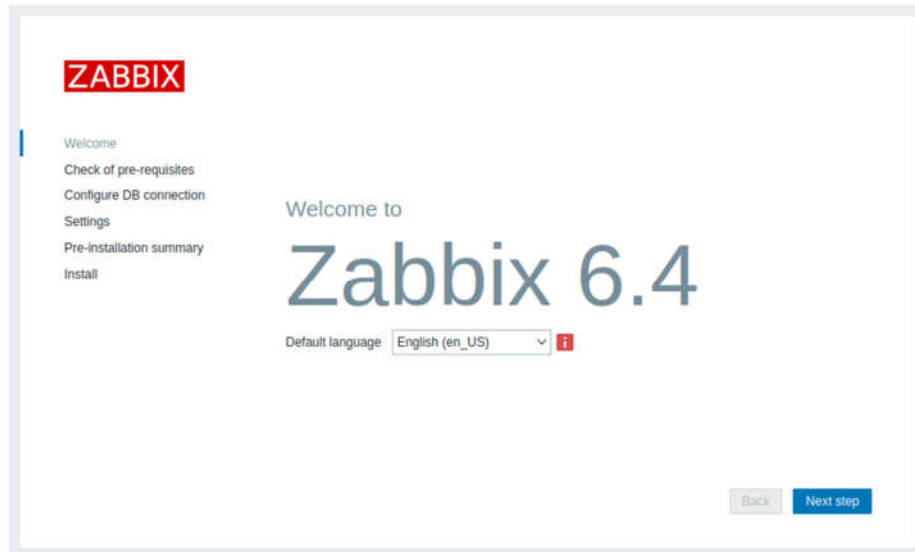 ZABBIX
Welcome
Check of pre-requisites
Configure DB connection
Settings
Pre-installation summary
Install
Welcome to
Zabbix 6.4
Default language English (en_US) i
Back Next step